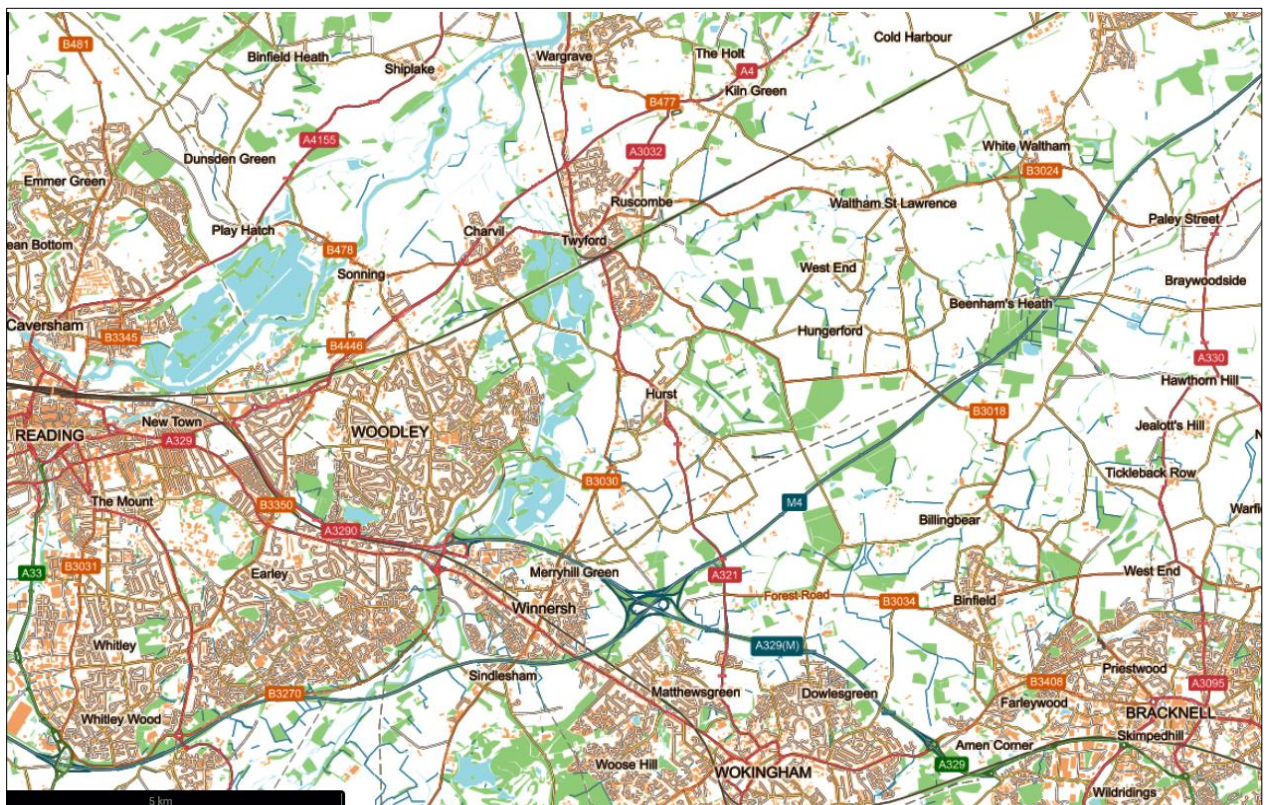 B481
Binfield Heath
Shiplake
Wargrave
The Holt
Cold Harbour
A4
Kiln Green
B477
A4155
A3032
Dunsden Green
White Waltham
B3024
Emmer Green
Ruscombe
Waltham St Lawrence
Paley Street
Play Hatch
Charvil
Twyford
ean Bottom
B478
Sonning
West End
Braywoodside
Beenham's Heath
Caversham
B3345
B4446
Hungerford
A330
Hawthorn Hill
Hurst
B3018
New Town
READING
A329
WOODLEY
Jealott's Hill
N
Tickleback Row
The Mount
B3350
B3030
M4
Warfi
A3290
Billingbear
A33
B3031
Earley
Merryhill Green
A321
West End
Winnersh
Forest Road
B3034
Binfield
Whitley
A329(M)
Priestwood
Sindlesham
B3270
Matthewsgreen
Dowlesgreen
B3408
Farleywood
A3095
Whitley Wood
BRACKNELL
Skimpedhill
Amen Corner
Woose Hill
WOKINGHAM
A329
Wildridings
5 km